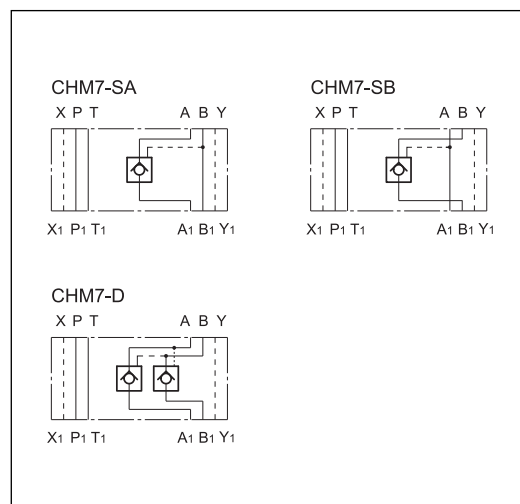 CHM7-SA
X P T A B Y
X1 P1 T1 A1 B1 Y1
CHM7-SB
X P T A B Y
X1 P1 T1 A1 B1 Y1
CHM7-D
X P T A B Y
X1 P1 T1 A1 B1 Y1